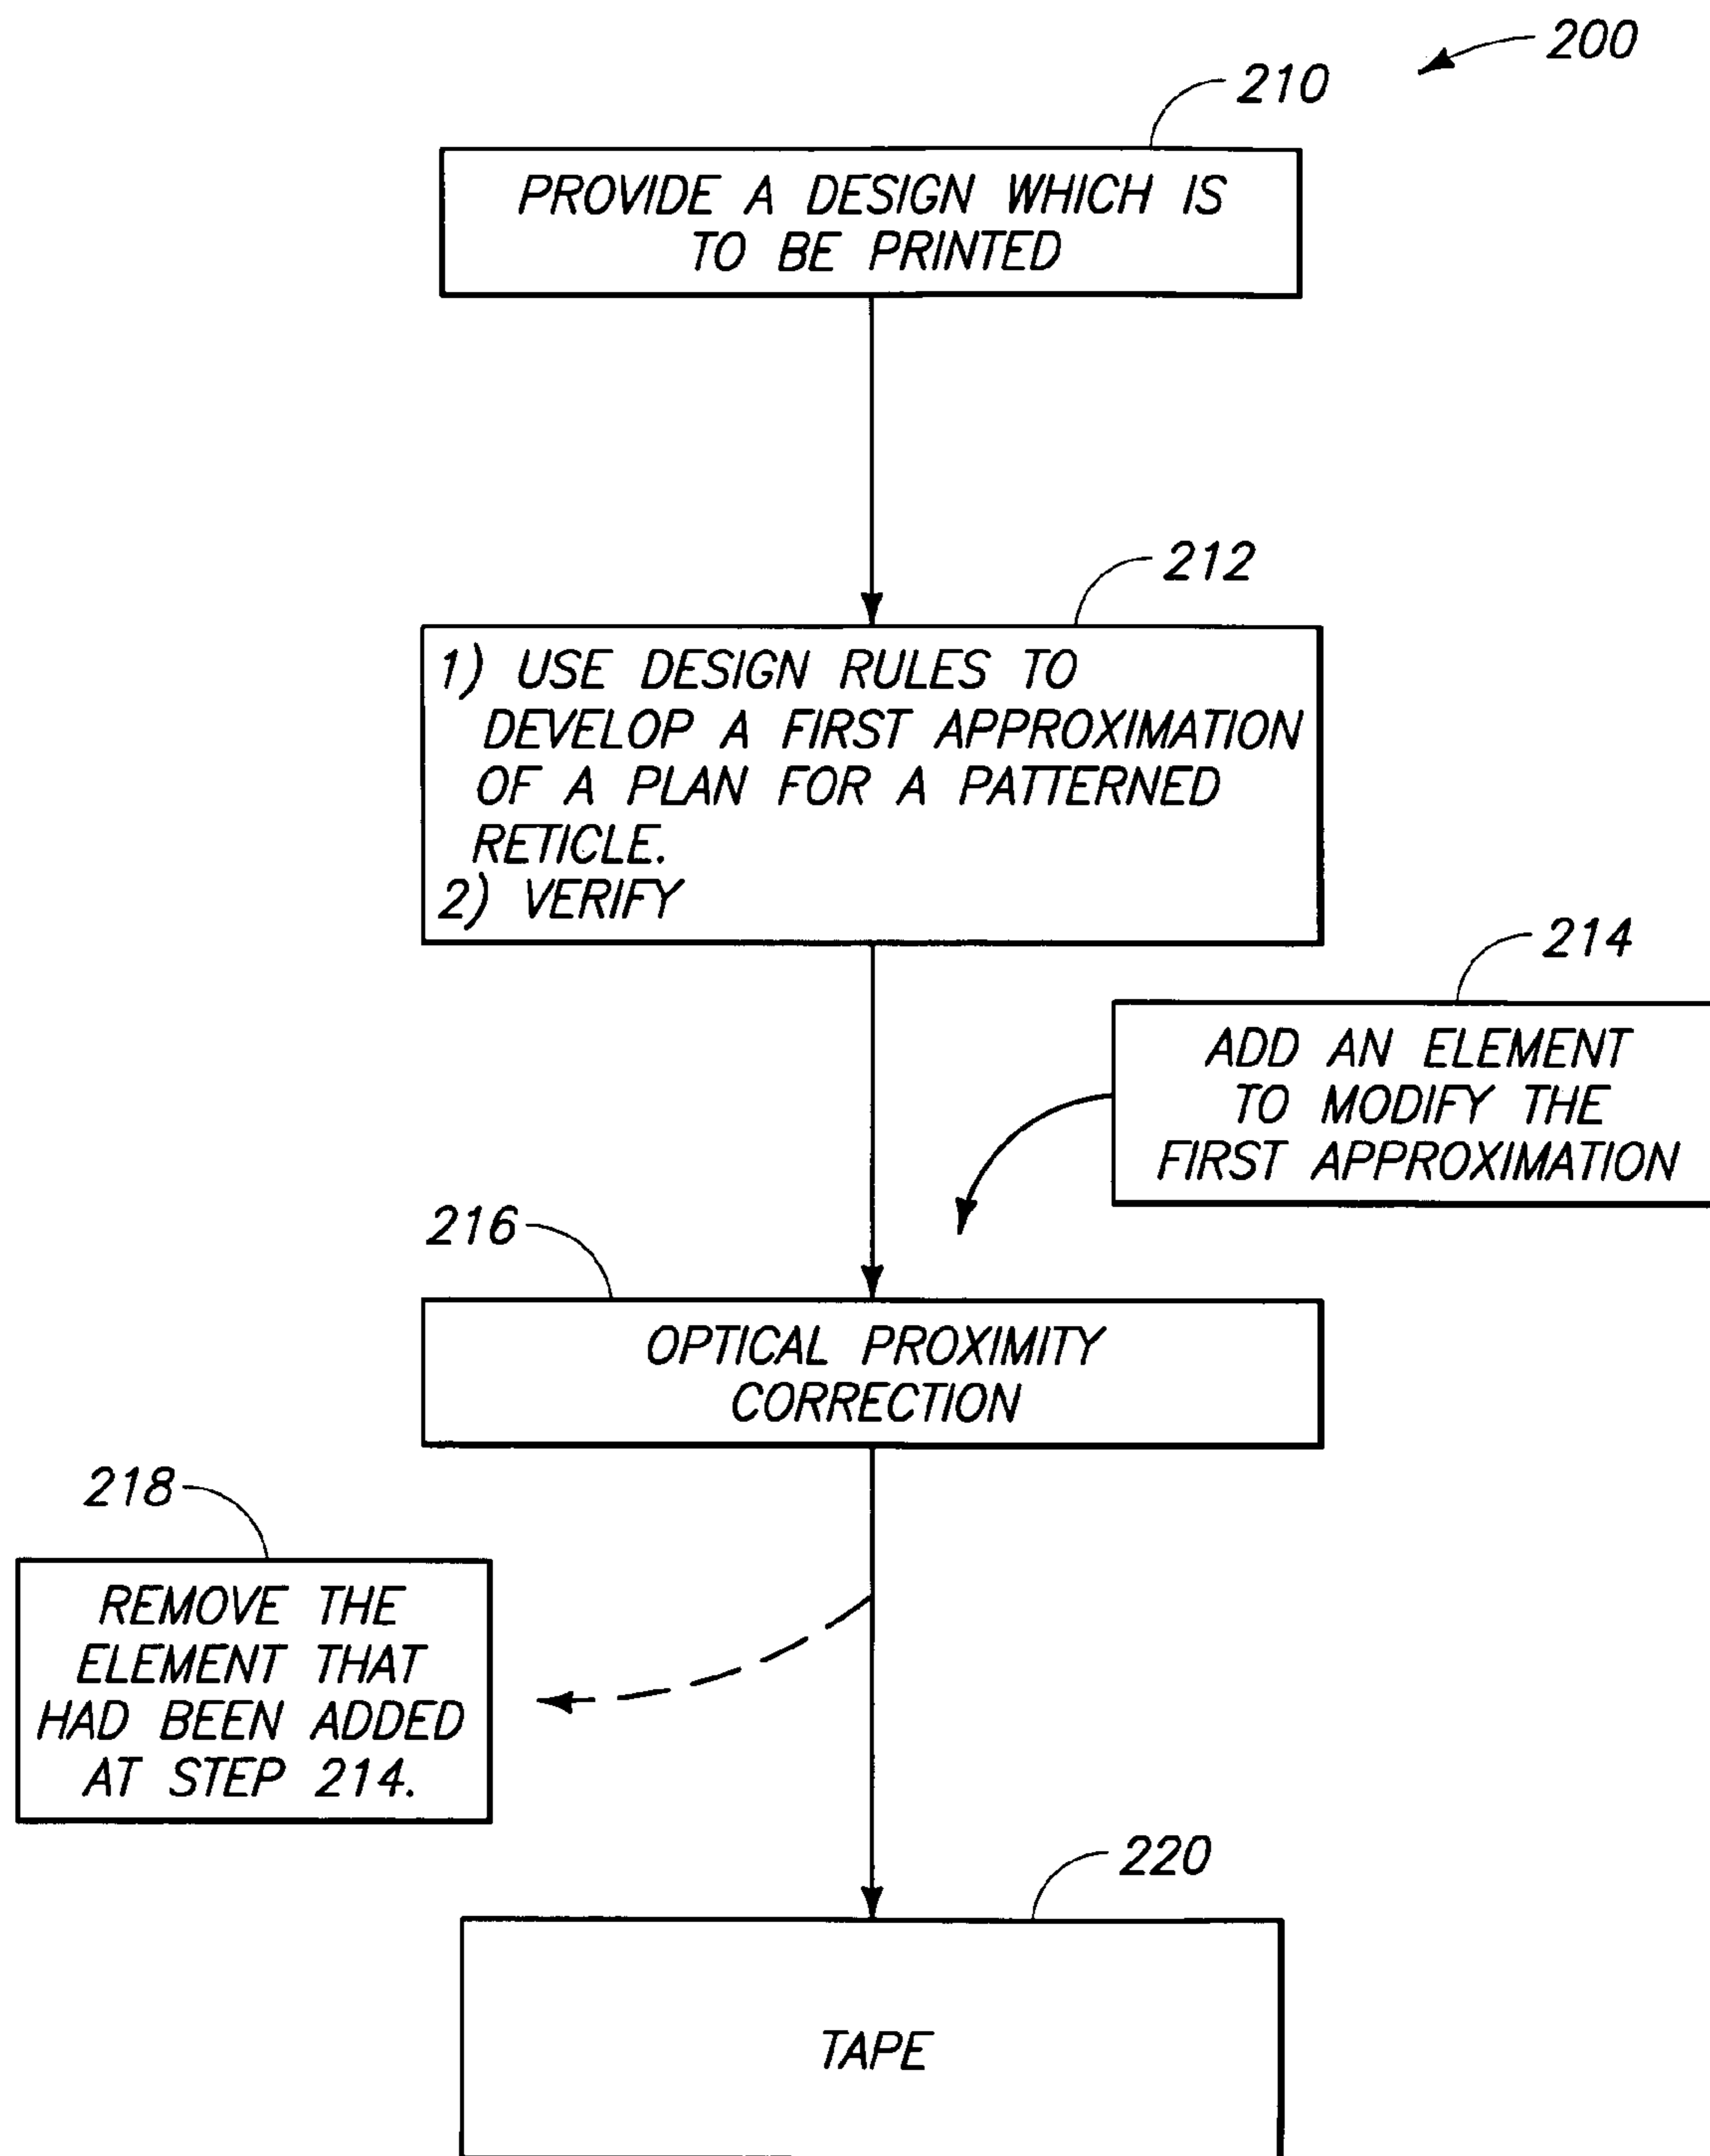 200
210
PROVIDE A DESIGN WHICH IS
TO BE PRINTED
212
1) USE DESIGN RULES TO
DEVELOP A FIRST APPROXIMATION
OF A PLAN FOR A PATTERNED
RETICLE.
2) VERIFY
214
ADD AN ELEMENT
TO MODIFY THE
FIRST APPROXIMATION
216
OPTICAL PROXIMITY
CORRECTION
218
REMOVE THE
ELEMENT THAT
HAD BEEN ADDED
AT STEP 214.
220
TAPE